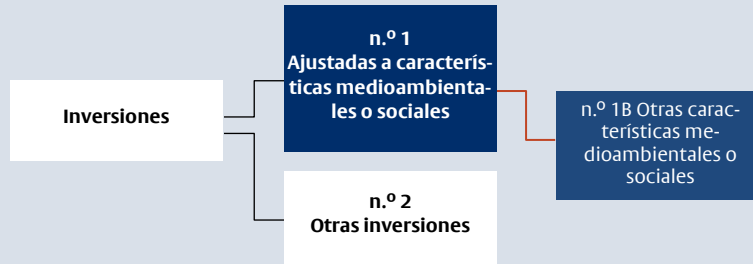 Inversiones
n.º 1
Ajustadas a caracterís-
ticas medioambienta-
les o sociales
n.º 1B Otras carac-
terísticas me-
dioambientales o
sociales
n.º 2
Otras inversiones